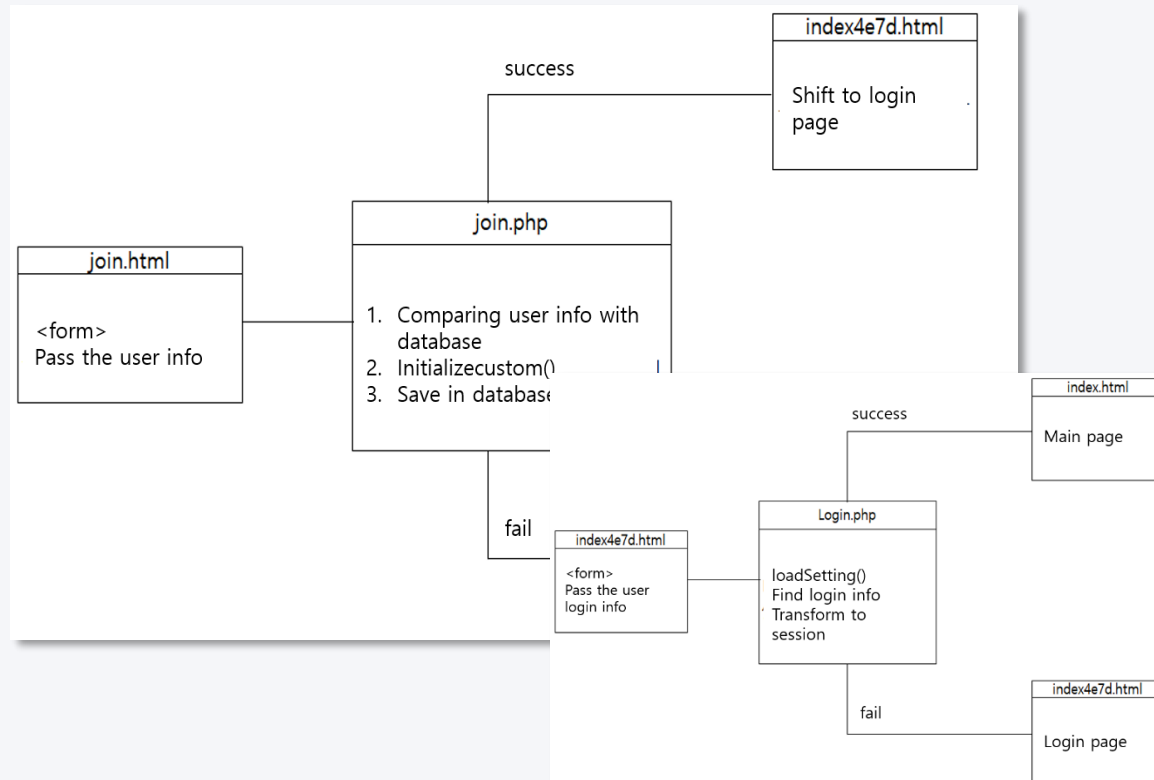 index4e7d.html
success
Shift to login
page
join.php
join.html
<form>
Pass the user info
1. Comparing user info with
database
2. Initializecustom()
3. Save in database
fail
index.html
success
Main page
Login.php
index4e7d.html
<form>
Pass the user
login info
loadSetting()
Find login info
Transform to
session
index4e7d.html
fail
Login page